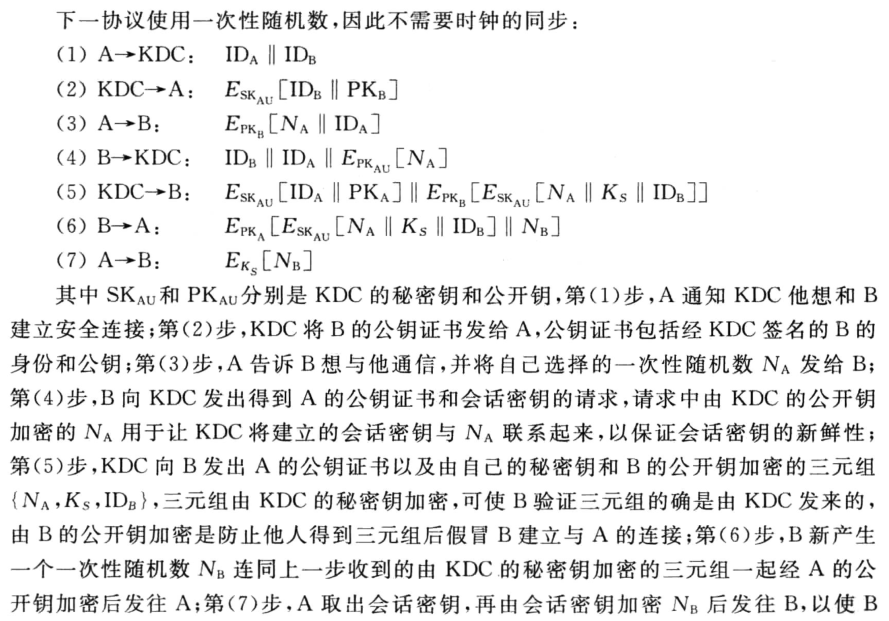 下一协议使用一次性随机数,因此不需要时钟的同步:
(1) A→KDC: ID_A ‖ ID_B
(2) KDC→A: E_{SK_{AU}}[ID_B ‖ PK_B]
(3) A→B: E_{PK_B}[N_A ‖ ID_A]
(4) B→KDC: ID_B ‖ ID_A ‖ E_{PK_{AU}}[N_A]
(5) KDC→B: E_{SK_{AU}}[ID_A ‖ PK_A] ‖ E_{PK_B}[E_{SK_{AU}}[N_A ‖ K_S ‖ ID_B]]
(6) B→A: E_{PK_A}[E_{SK_{AU}}[N_A ‖ K_S ‖ ID_B] ‖ N_B]
(7) A→B: E_{K_S}[N_B]
其中 SK_{AU}和 PK_{AU}分别是 KDC 的秘密钥和公开钥,第(1)步,A 通知 KDC 他想和 B
建立安全连接;第(2)步,KDC 将 B 的公钥证书发给 A,公钥证书包括经 KDC 签名的 B 的
身份和公钥;第(3)步,A 告诉 B 想与他通信,并将自己选择的一次性随机数 N_A 发给 B;
第(4)步,B 向 KDC 发出得到 A 的公钥证书和会话密钥的请求,请求中由 KDC 的公开钥
加密的 N_A 用于让 KDC 将建立的会话密钥与 N_A 联系起来,以保证会话密钥的新鲜性;
第(5)步,KDC 向 B 发出 A 的公钥证书以及由自己的秘密钥和 B 的公开钥加密的三元组
{N_A,K_S,ID_B},三元组由 KDC 的秘密钥加密,可使 B 验证三元组的确是由 KDC 发来的,
由 B 的公开钥加密是防止他人得到三元组后假冒 B 建立与 A 的连接;第(6)步,B 新产生
一个一次性随机数 N_B 连同上一步收到的由 KDC 的秘密钥加密的三元组一起经 A 的公
开钥加密后发往 A;第(7)步,A 取出会话密钥,再由会话密钥加密 N_B 后发往 B,以使 B